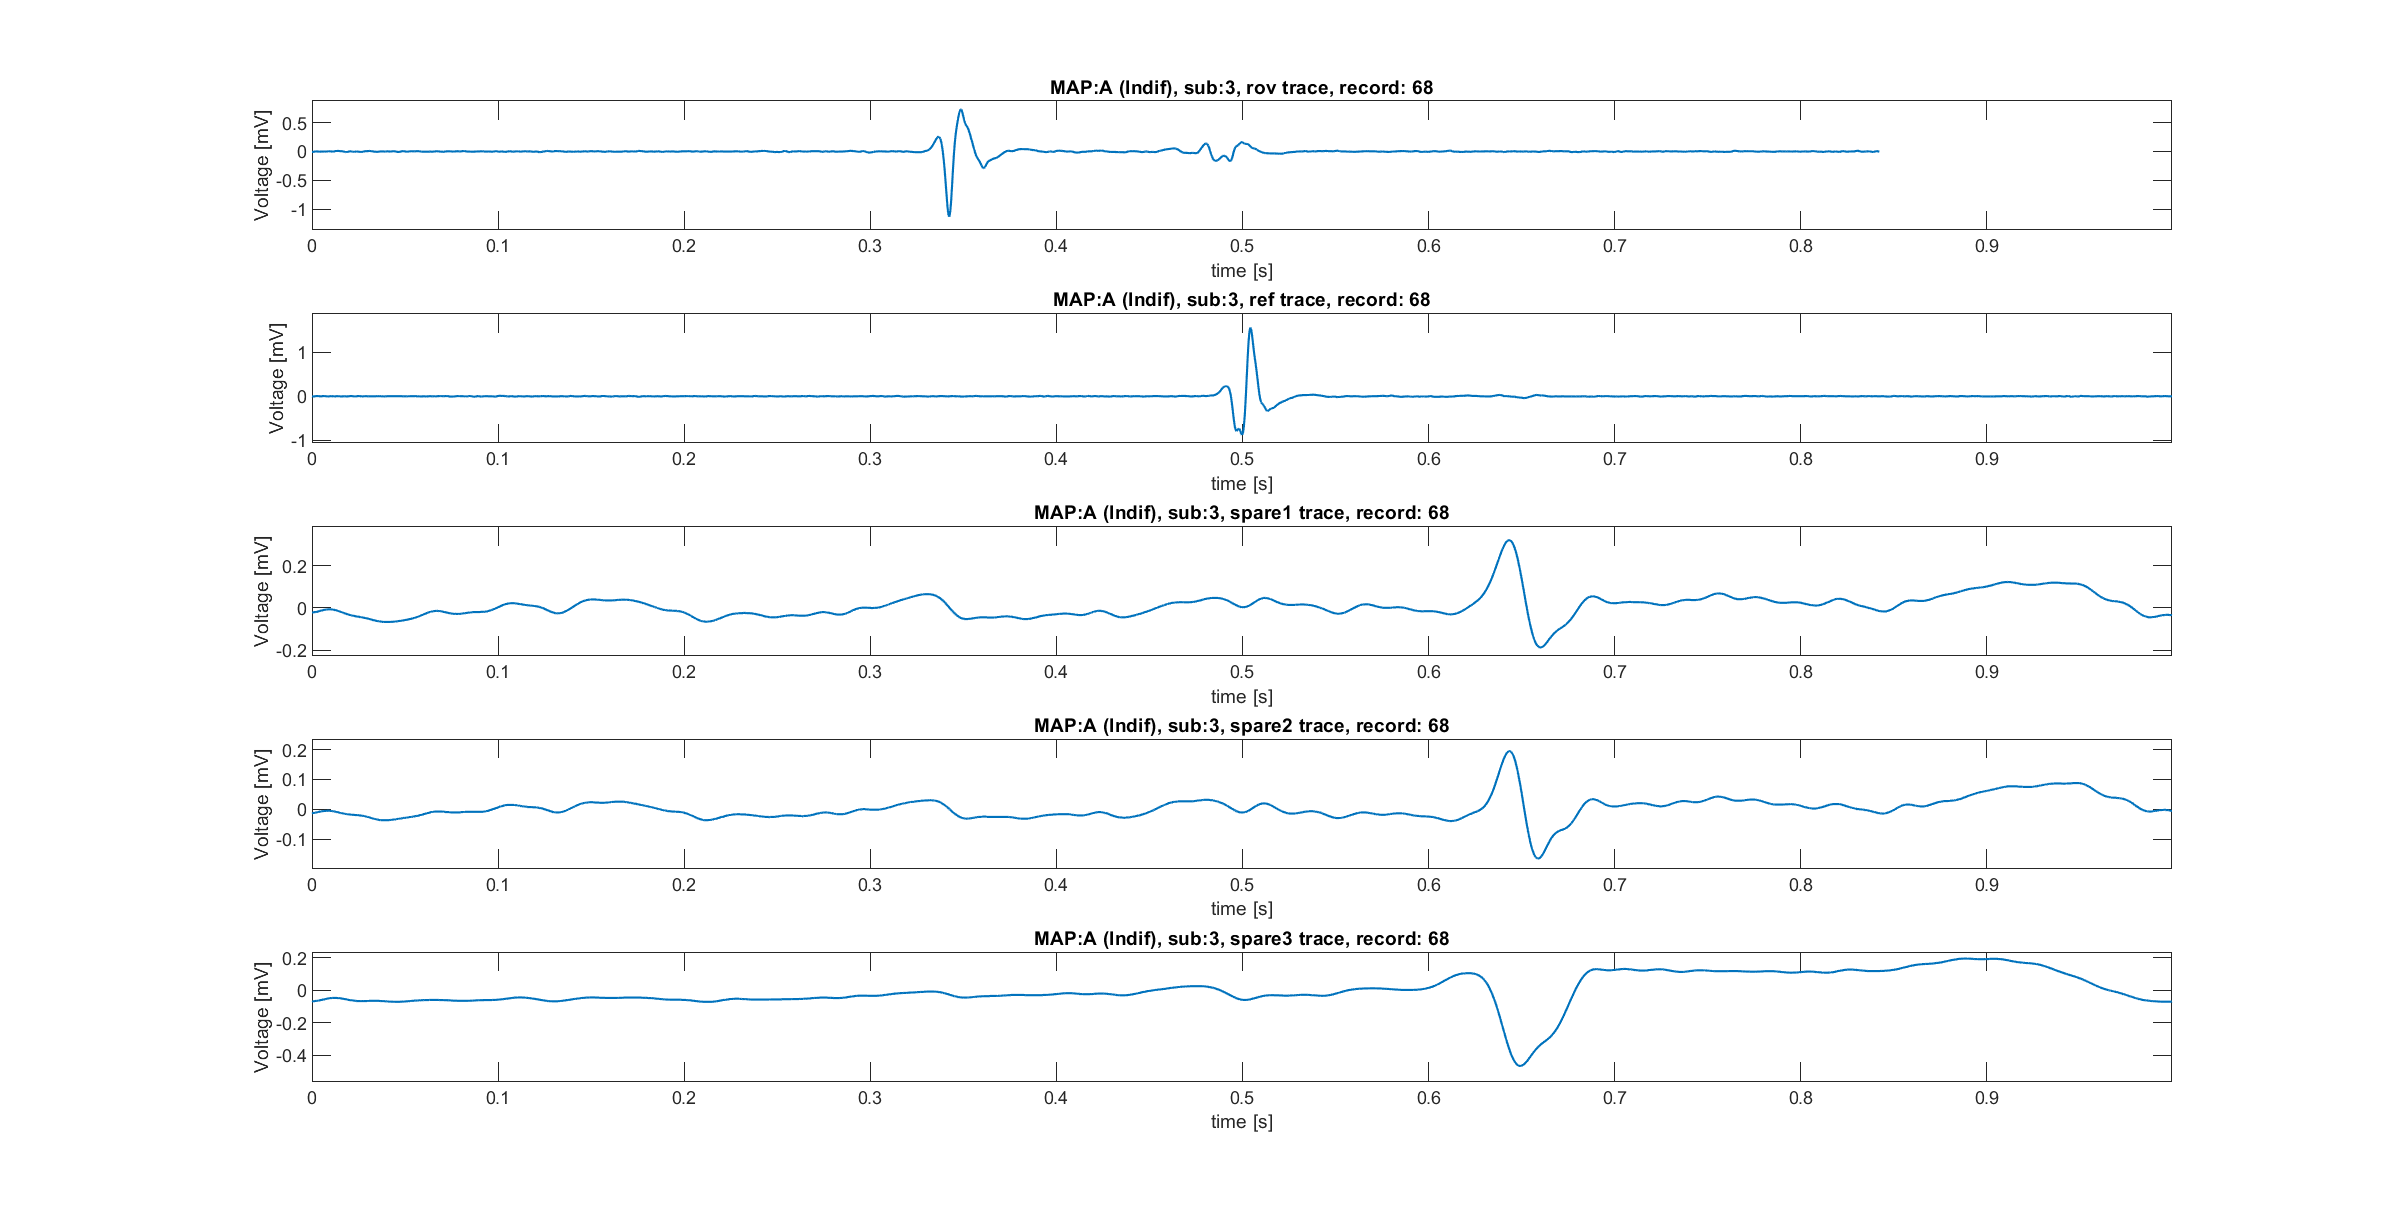 MAP:A (Indif), sub:3, rov trace, record: 68
Voltage [mV]
0.5
0
-0.5
-1
0 0.1 0.2 0.3 0.4 0.5 0.6 0.7 0.8 0.9
time [s]
MAP:A (Indif), sub:3, ref trace, record: 68
Voltage [mV]
1
0
-1
0 0.1 0.2 0.3 0.4 0.5 0.6 0.7 0.8 0.9
time [s]
MAP:A (Indif), sub:3, spare1 trace, record: 68
Voltage [mV]
0.2
0
-0.2
0 0.1 0.2 0.3 0.4 0.5 0.6 0.7 0.8 0.9
time [s]
MAP:A (Indif), sub:3, spare2 trace, record: 68
Voltage [mV]
0.2
0.1
0
-0.1
0 0.1 0.2 0.3 0.4 0.5 0.6 0.7 0.8 0.9
time [s]
MAP:A (Indif), sub:3, spare3 trace, record: 68
Voltage [mV]
0.2
0
-0.2
-0.4
0 0.1 0.2 0.3 0.4 0.5 0.6 0.7 0.8 0.9
time [s]